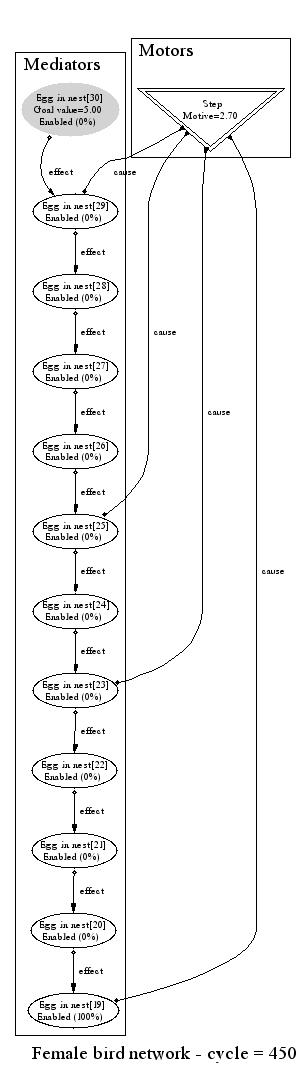 Mediators
Motors
Egg in nest[30]
Goal value=5.00
Enabled (0%)
Step
Motive=2.70
effect
cause
Egg in nest[29]
Enabled (0%)
effect
Egg in nest[28]
Enabled (0%)
effect
cause
Egg in nest[27]
Enabled (0%)
effect
cause
Egg in nest[26]
Enabled (0%)
effect
Egg in nest[25]
Enabled (0%)
effect
cause
Egg in nest[24]
Enabled (0%)
effect
Egg in nest[23]
Enabled (0%)
effect
Egg in nest[22]
Enabled (0%)
effect
Egg in nest[21]
Enabled (0%)
effect
Egg in nest[20]
Enabled (0%)
effect
Egg in nest[19]
Enabled (100%)
Female bird network - cycle = 450